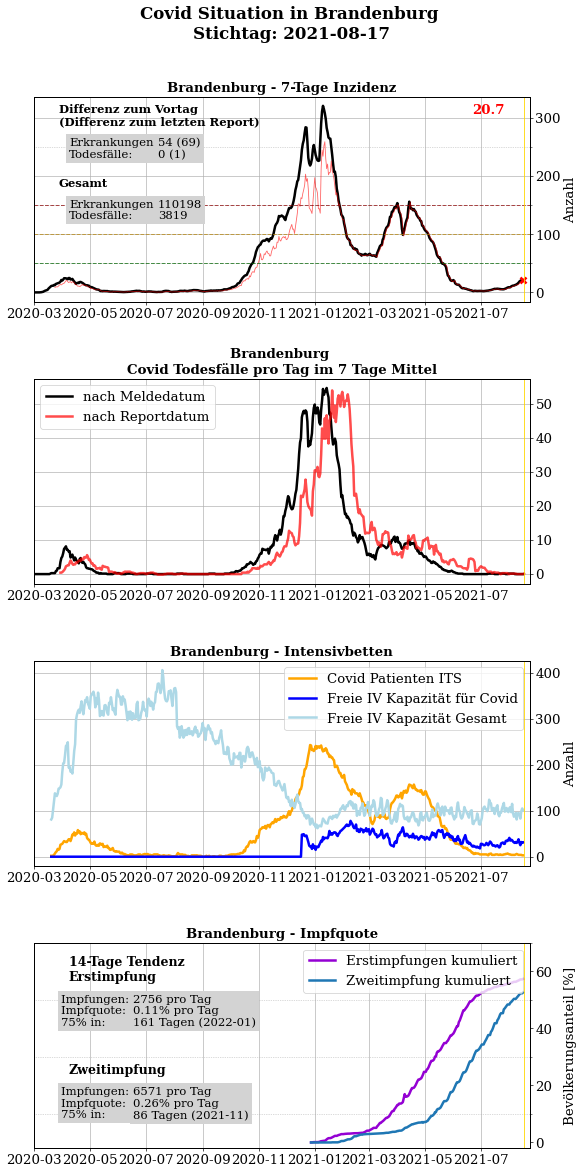 Covid Situation in Brandenburg
Stichtag: 2021-08-17
Brandenburg - 7-Tage Inzidenz
Differenz zum Vortag
(Differenz zum letzten Report)
Erkrankungen 54 (69)
Todesfälle: 0 (1)
Gesamt
Erkrankungen 110198
Todesfälle: 3819
20.7
300
200
100
0
Anzahl
2020-03 2020-05 2020-07 2020-09 2020-11 2021-01 2021-03 2021-05 2021-07
Brandenburg
Covid Todesfälle pro Tag im 7 Tage Mittel
nach Meldedatum
nach Reportdatum
50
40
30
20
10
0
2020-03 2020-05 2020-07 2020-09 2020-11 2021-01 2021-03 2021-05 2021-07
Brandenburg - Intensivbetten
Covid Patienten ITS
Freie IV Kapazität für Covid
Freie IV Kapazität Gesamt
400
300
200
100
0
Anzahl
2020-03 2020-05 2020-07 2020-09 2020-11 2021-01 2021-03 2021-05 2021-07
Brandenburg - Impfquote
14-Tage Tendenz
Erstimpfung
Impfungen: 2756 pro Tag
Impfquote: 0.11% pro Tag
75% in: 161 Tagen (2022-01)
Zweitimpfung
Impfungen: 6571 pro Tag
Impfquote: 0.26% pro Tag
75% in: 86 Tagen (2021-11)
Erstimpfungen kumuliert
Zweitimpfung kumuliert
60
40
20
0
Bevölkerungsanteil [%]
2020-03 2020-05 2020-07 2020-09 2020-11 2021-01 2021-03 2021-05 2021-07